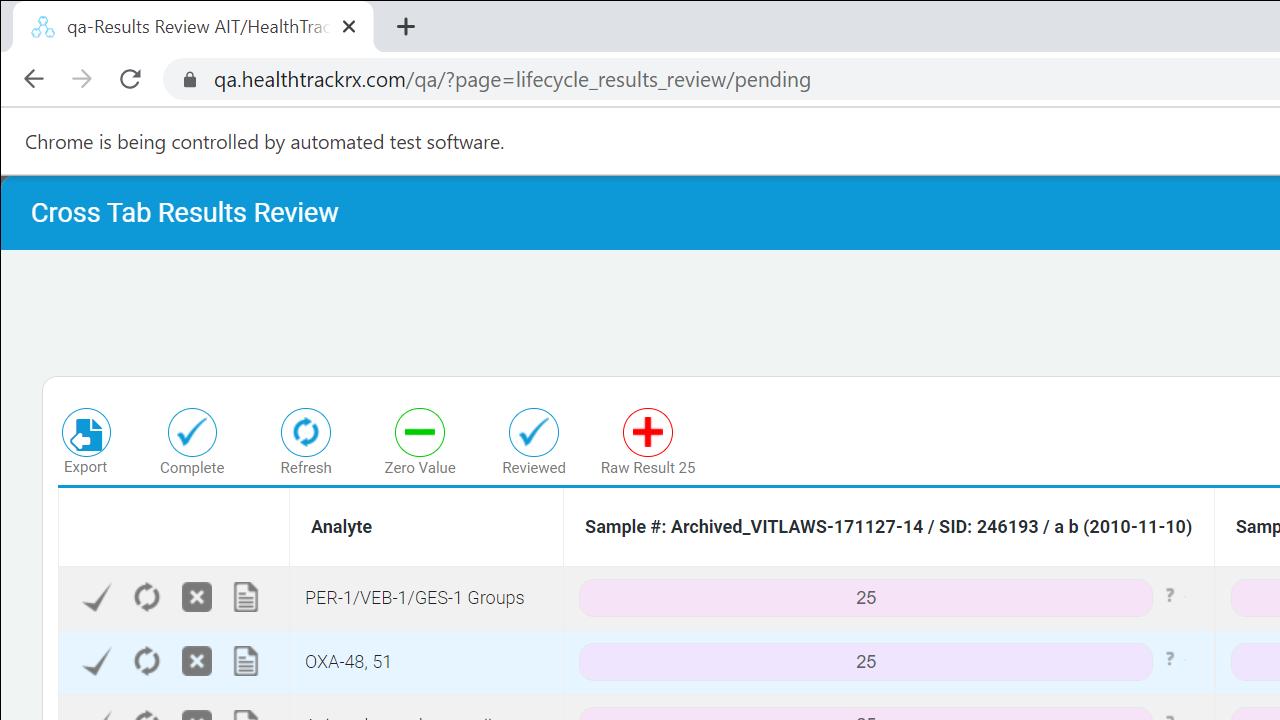 qa-Results Review AIT/HealthTrac
qa.healthtrackrx.com/qa/?page=lifecycle_results_review/pending
Chrome is being controlled by automated test software.
Cross Tab Results Review
Export Complete Refresh Zero Value Reviewed Raw Result 25
Analyte Sample #: Archived_VITLAWS-171127-14 / SID: 246193 / a b (2010-11-10) Samp
PER-1/VEB-1/GES-1 Groups 25 ?
OXA-48, 51 25 ?
25 ?